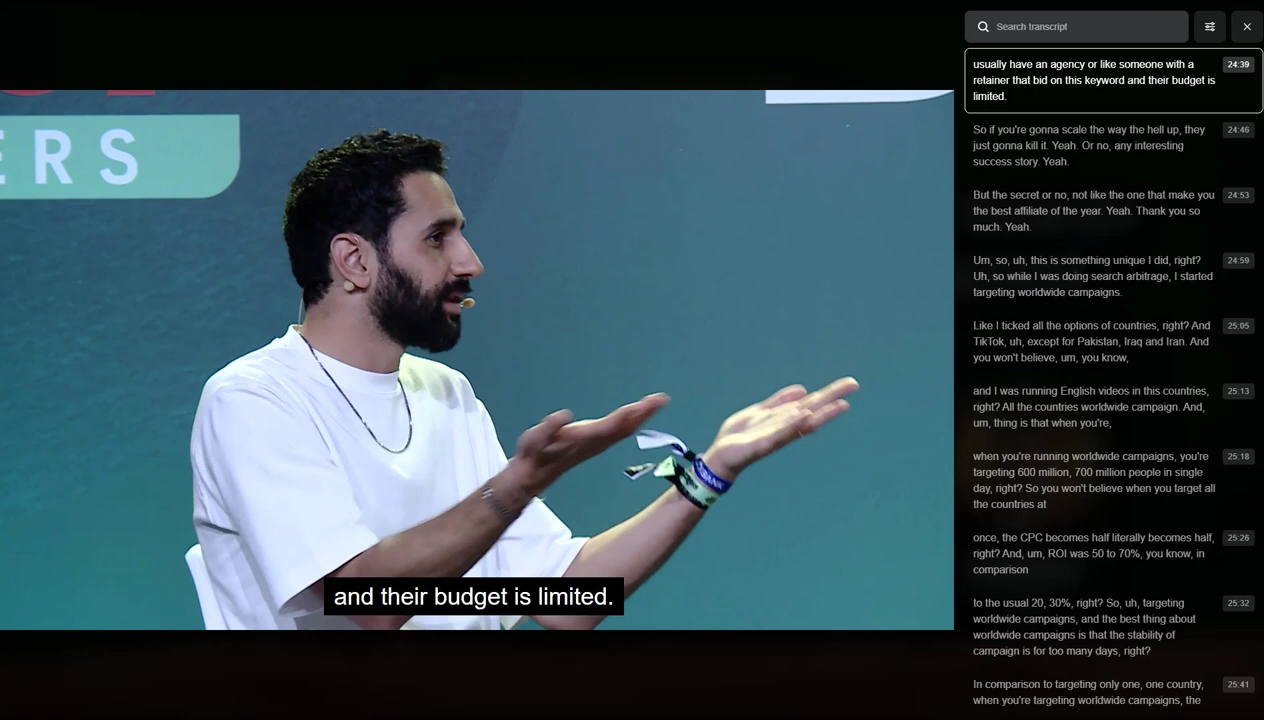 ERS
and their budget is limited.
Search transcript
usually have an agency or like someone with a
24:39
retainer that bid on this keyword and their budget is
limited.
So if you're gonna scale the way the hell up, they
24:46
just gonna kill it. Yeah. Or no, any interesting
success story. Yeah.
But the secret or no, not like the one that make you
24:53
the best affiliate of the year. Yeah. Thank you so
much. Yeah.
Um, so, uh, this is something unique I did, right?
24:59
Uh, so while I was doing search arbitrage, I started
targeting worldwide campaigns.
Like I ticked all the options of countries, right? And
25:05
TikTok, uh, except for Pakistan, Iraq and Iran. And
you won't believe, um, you know,
and I was running English videos in this countries,
25:13
right? All the countries worldwide campaign. And,
um, thing is that when you're,
when you're running worldwide campaigns, you're
25:18
targeting 600 million, 700 million people in single
day, right? So you won't believe when you target all
the countries at
once, the CPC becomes half literally becomes half,
25:26
right? And, um, ROI was 50 to 70%, you know, in
comparison
to the usual 20, 30%, right? So, uh, targeting
25:32
worldwide campaigns, and the best thing about
worldwide campaigns is that the stability of
campaign is for too many days, right?
In comparison to targeting only one, one country,
25:41
when you're targeting worldwide campaigns, the